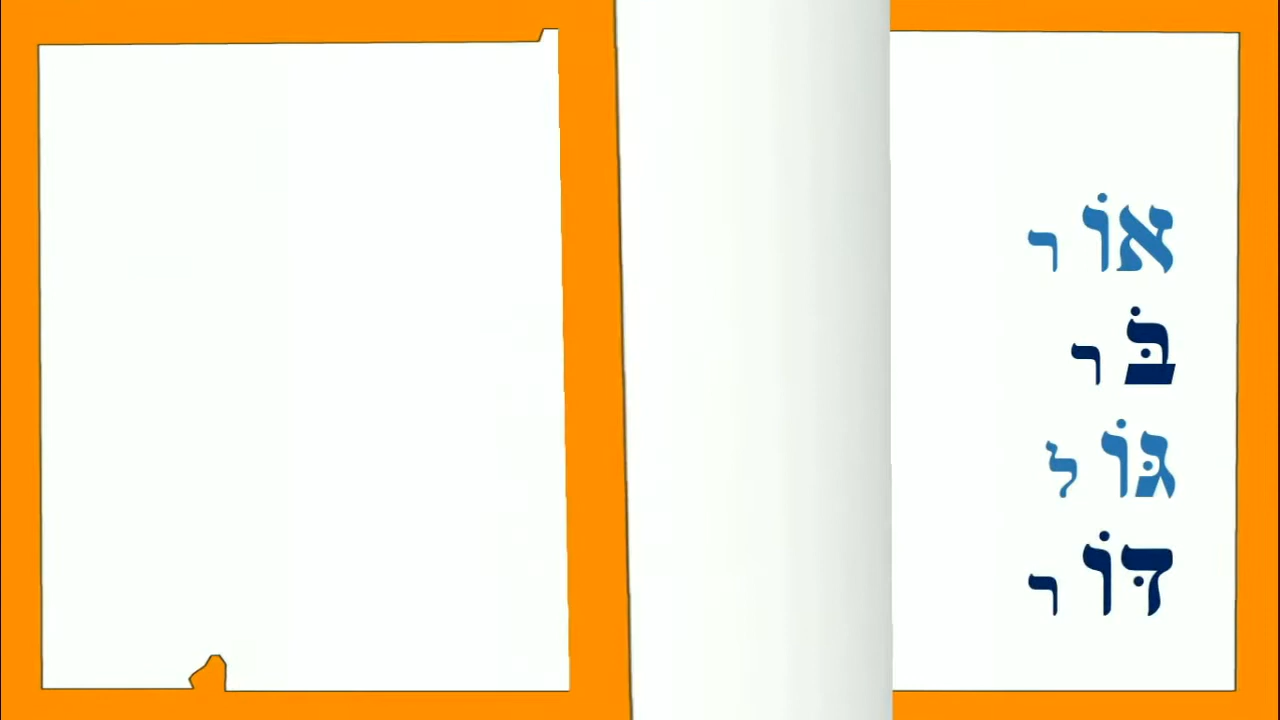 אוֹ ר
בֹּ ר
גּוֹ ל
דּוֹ ר